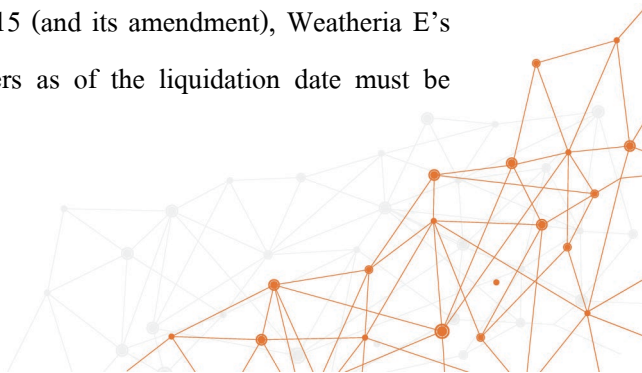 15 (and its amendment), Weatheria E’s
ers as of the liquidation date must be